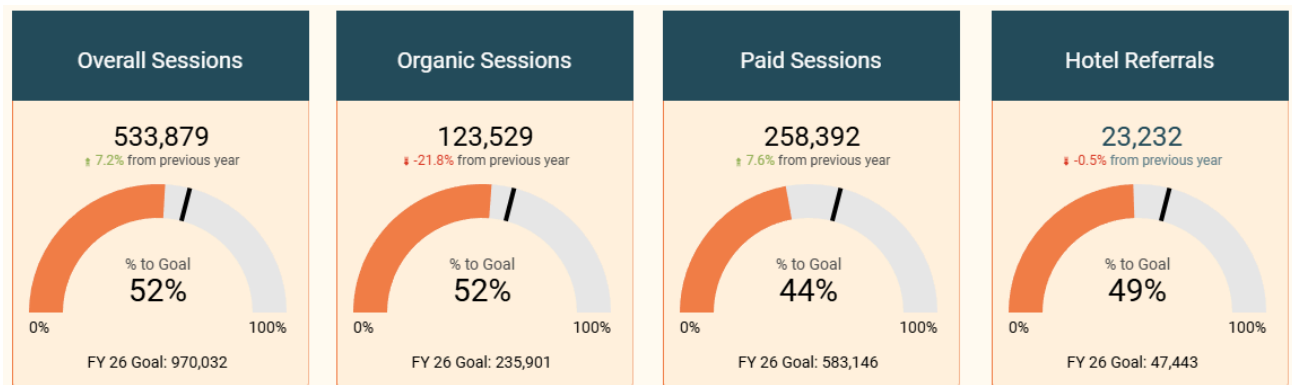 Overall Sessions
533,879
7.2% from previous year
% to Goal
52%
0% 100%
FY 26 Goal: 970,032
Organic Sessions
123,529
-21.8% from previous year
% to Goal
52%
0% 100%
FY 26 Goal: 235,901
Paid Sessions
258,392
7.6% from previous year
% to Goal
44%
0% 100%
FY 26 Goal: 583,146
Hotel Referrals
23,232
-0.5% from previous year
% to Goal
49%
0% 100%
FY 26 Goal: 47,443